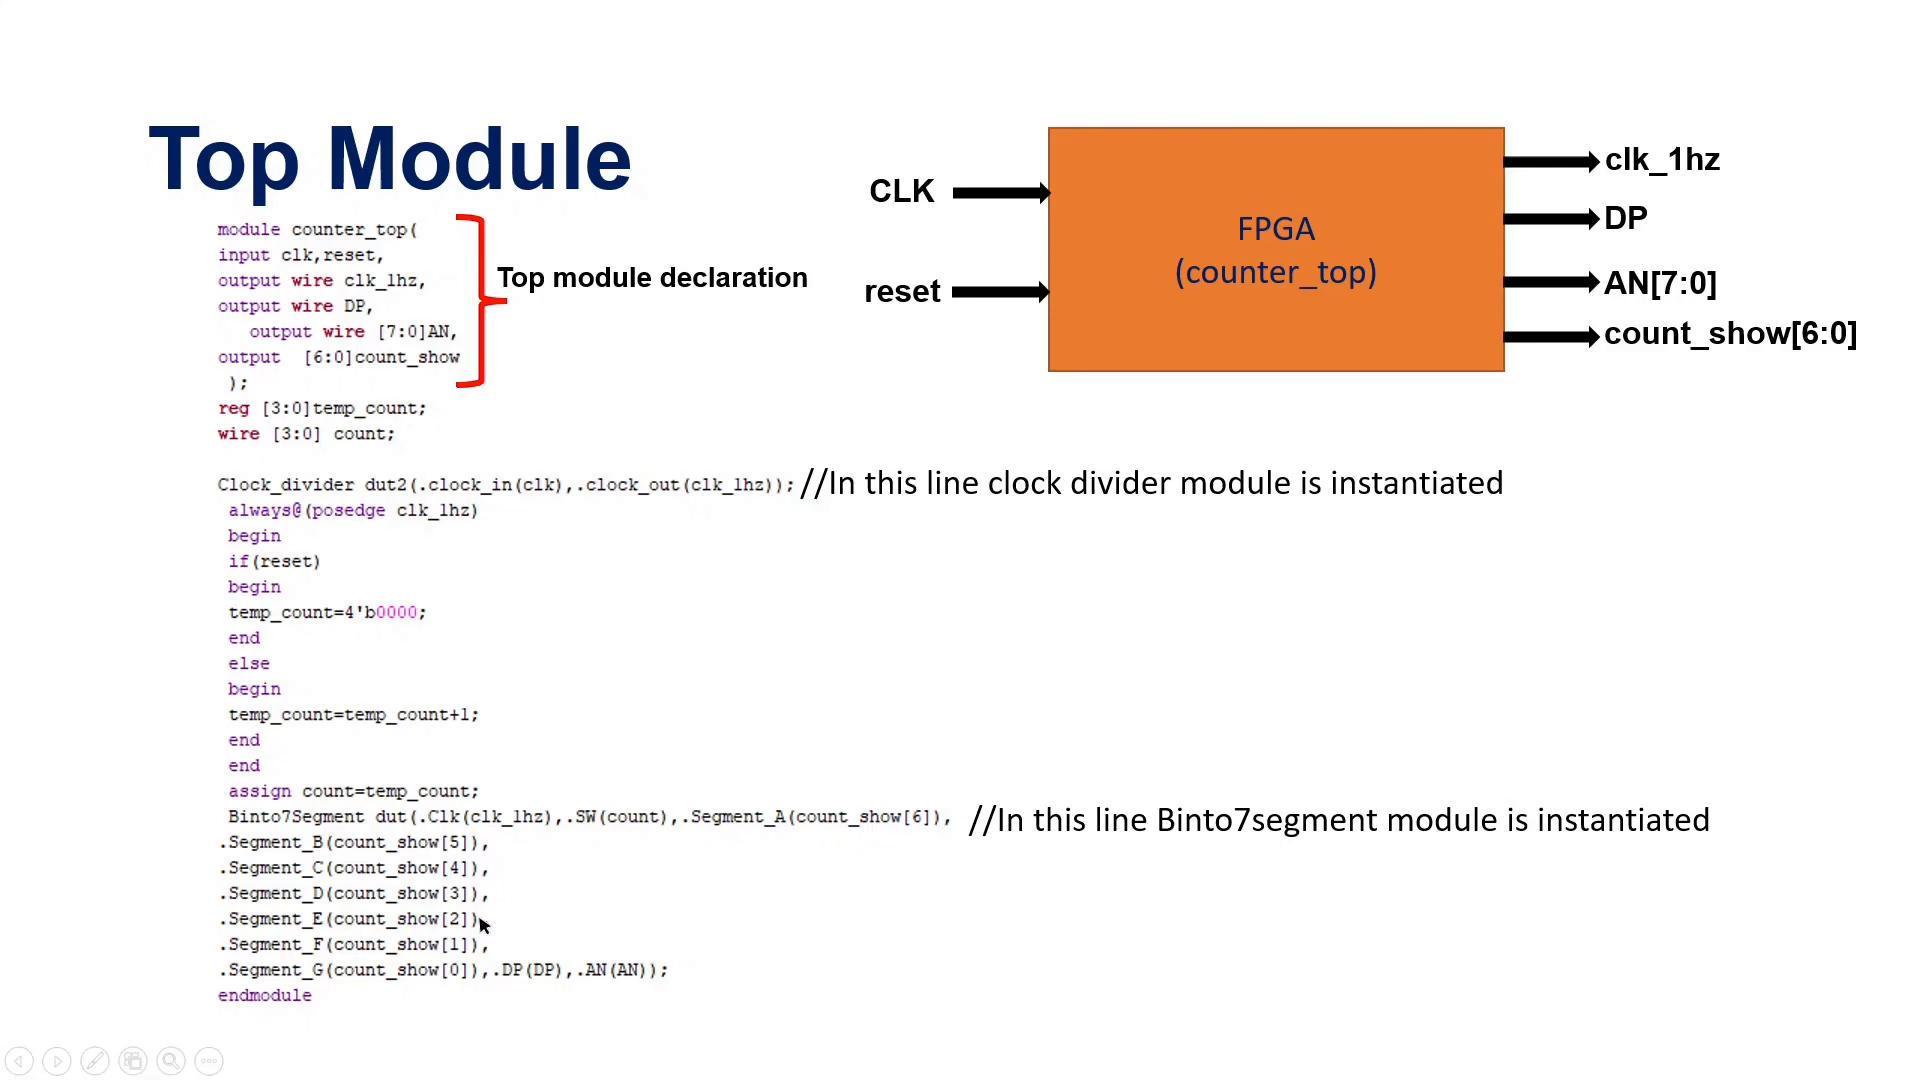 Top Module
module counter_top(
input clk,reset,
output wire clk_1hz,
output wire DP,
output wire [7:0]AN,
output [6:0]count_show
);
reg [3:0]temp_count;
wire [3:0] count;
Top module declaration
CLK
reset
FPGA
(counter_top)
clk_1hz
DP
AN[7:0]
count_show[6:0]
Clock_divider dut2(.clock_in(clk),.clock_out(clk_1hz)); //In this line clock divider module is instantiated
always@(posedge clk_1hz)
begin
if(reset)
begin
temp_count=4'b0000;
end
else
begin
temp_count=temp_count+1;
end
end
assign count=temp_count;
Binto7Segment dut(.Clk(clk_1hz),.SW(count),.Segment_A(count_show[6]), //In this line Binto7segment module is instantiated
.Segment_B(count_show[5]),
.Segment_C(count_show[4]),
.Segment_D(count_show[3]),
.Segment_E(count_show[2]),
.Segment_F(count_show[1]),
.Segment_G(count_show[0]),.DP(DP),.AN(AN));
endmodule